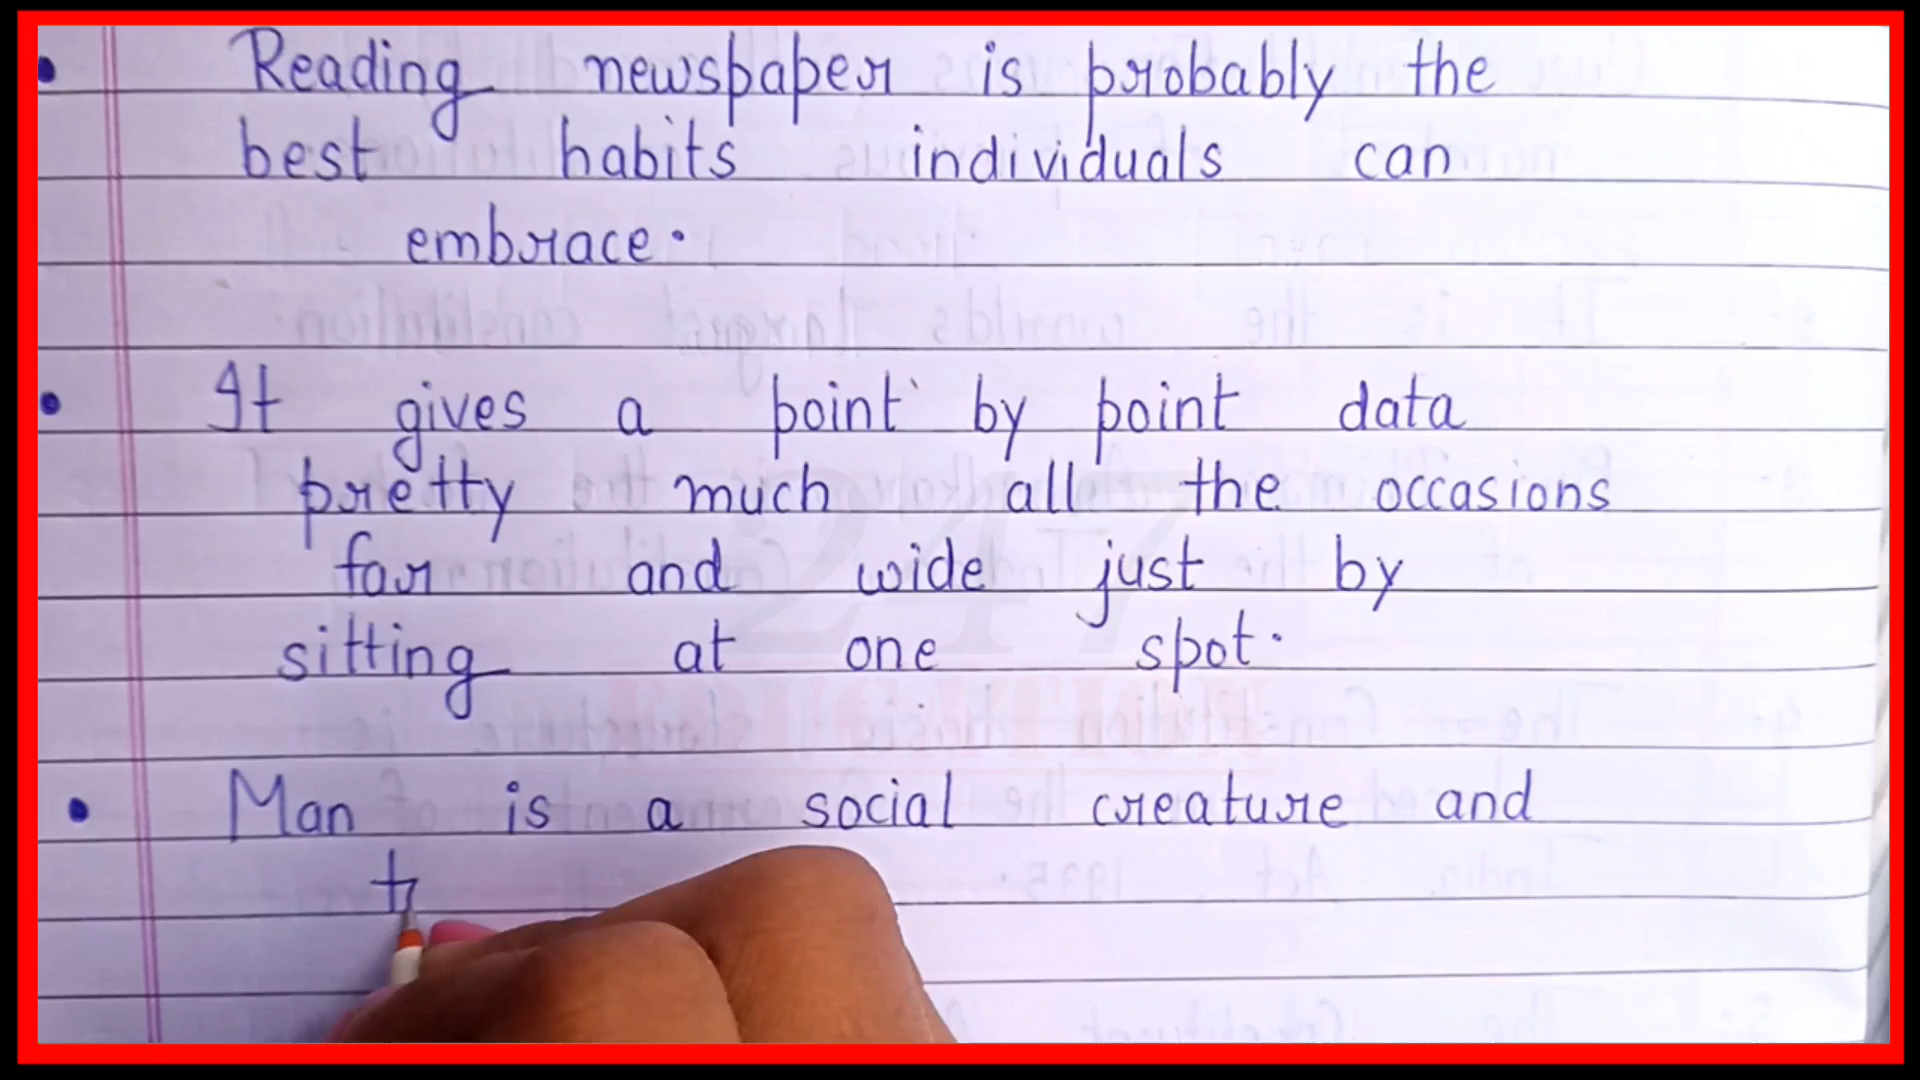 • Reading newspaper is probably the
best habits individuals can
embrace.
• It gives a point by point data
pretty much all the occasions
far and wide just by
sitting at one spot.
• Man is a social creature and
247